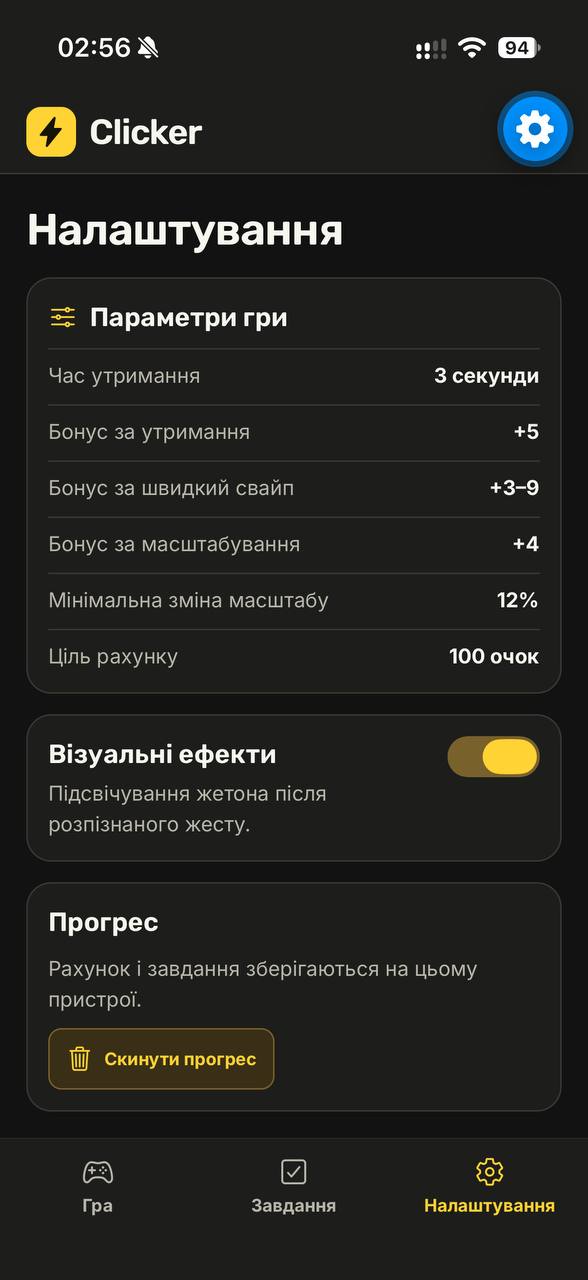 02:56
94
Clicker
Налаштування
Параметри гри
Час утримання 3 секунди
Бонус за утримання +5
Бонус за швидкий свайп +3–9
Бонус за масштабування +4
Мінімальна зміна масштабу 12%
Ціль рахунку 100 очок
Візуальні ефекти
Підсвічування жетона після
розпізнаного жесту.
Прогрес
Рахунок і завдання зберігаються на цьому
пристрої.
Скинути прогрес
Гра Завдання Налаштування